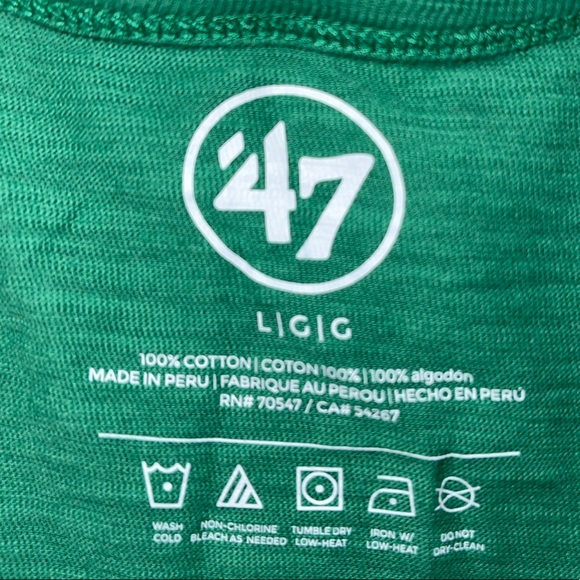 '47
L|G|G
100% COTTON | COTON 100% | 100% algodón
MADE IN PERU | FABRIQUE AU PEROU | HECHO EN PERÚ
RN# 70547 / CA# 54267
WASH COLD
NON-CHLORINE BLEACH AS NEEDED
TUMBLE DRY LOW-HEAT
IRON W/ LOW-HEAT
DO NOT DRY-CLEAN